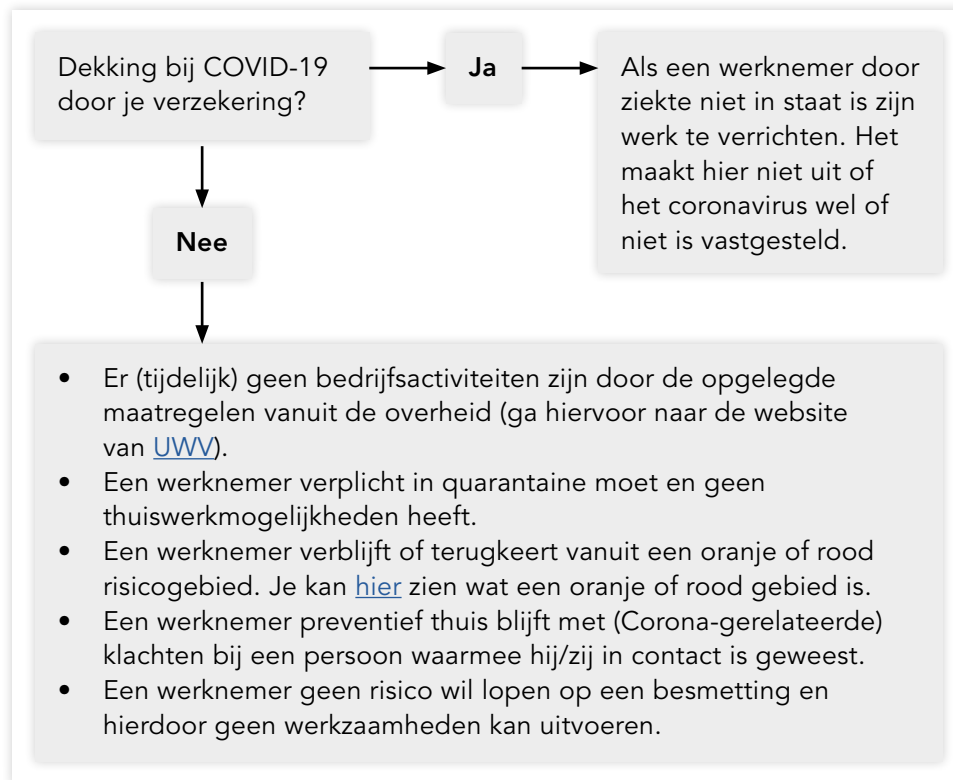 Dekking bij COVID-19
door je verzekering?
Ja
Als een werknemer door
ziekte niet in staat is zijn
werk te verrichten. Het
maakt hier niet uit of
het coronavirus wel of
niet is vastgesteld.
Nee
• Er (tijdelijk) geen bedrijfsactiviteiten zijn door de opgelegde
maatregelen vanuit de overheid (ga hiervoor naar de website
van UWV).
• Een werknemer verplicht in quarantaine moet en geen
thuiswerkmogelijkheden heeft.
• Een werknemer verblijft of terugkeert vanuit een oranje of rood
risicogebied. Je kan hier zien wat een oranje of rood gebied is.
• Een werknemer preventief thuis blijft met (Corona-gerelateerde)
klachten bij een persoon waarmee hij/zij in contact is geweest.
• Een werknemer geen risico wil lopen op een besmetting en
hierdoor geen werkzaamheden kan uitvoeren.